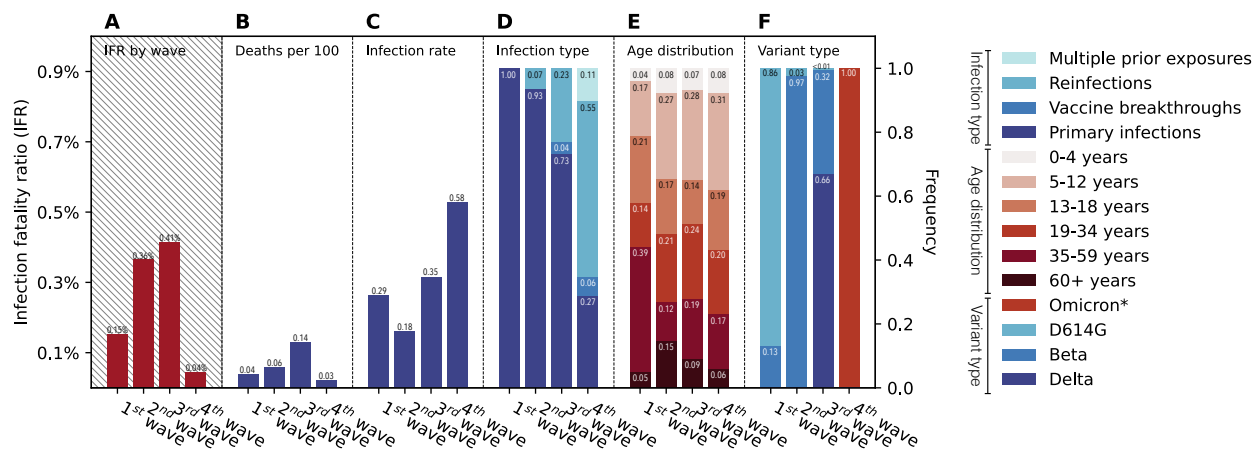 A B C D E F
IFR by wave
Deaths per 100
Infection rate
Infection type
Age distribution
Variant type
Infection fatality ratio (IFR)
0.9%
0.7%
0.5%
0.3%
0.1%
0.15%
0.36%
0.41%
0.04%
0.04
0.06
0.14
0.03
0.29
0.18
0.35
0.58
1.00
0.07
0.93
0.23
0.04
0.73
0.11
0.55
0.06
0.27
0.04
0.17
0.21
0.14
0.39
0.05
0.08
0.27
0.17
0.21
0.12
0.15
0.07
0.28
0.14
0.24
0.19
0.09
0.08
0.31
0.19
0.20
0.17
0.06
0.86
0.13
0.03
0.97
<0.01
0.32
0.66
1.00
1.0
0.8
0.6
0.4
0.2
0.0
Frequency
1st wave
2nd wave
3rd wave
4th wave
1st wave
2nd wave
3rd wave
4th wave
1st wave
2nd wave
3rd wave
4th wave
1st wave
2nd wave
3rd wave
4th wave
1st wave
2nd wave
3rd wave
4th wave
1st wave
2nd wave
3rd wave
4th wave
Infection type
Multiple prior exposures
Reinfections
Vaccine breakthroughs
Primary infections
Age distribution
0-4 years
5-12 years
13-18 years
19-34 years
35-59 years
60+ years
Variant type
Omicron*
D614G
Beta
Delta